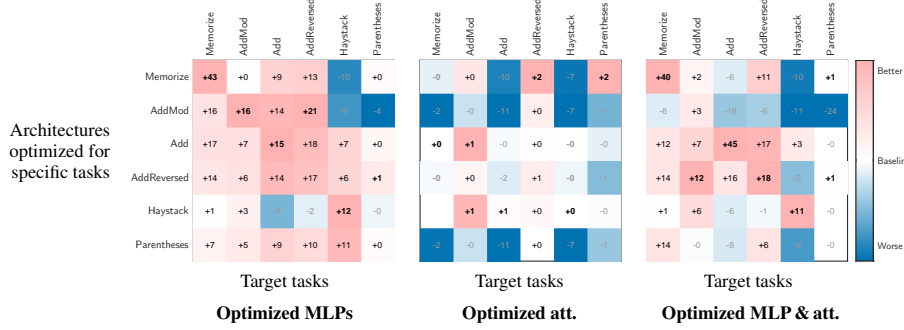 Memorize AddMod Add AddReversed Haystack Parentheses Memorize AddMod Add AddReversed Haystack Parentheses Memorize AddMod Add AddReversed Haystack Parentheses
Memorize +43 +0 +9 +13 -10 +0 -0 +0 -10 +2 -7 +2 +40 +2 -6 +11 -10 +1 Better
AddMod +16 +16 +14 +21 -9 -4 -2 -0 -11 +0 -7 -6 +3 -18 -6 -11 -24
Architectures optimized for specific tasks
Add +17 +7 +15 +18 +7 +0 +0 +1 -0 -0 +0 -0 +12 +7 +45 +17 +3 -0
AddReversed +14 +6 +14 +17 +6 +1 -0 +0 -2 +1 -0 -1 +14 +12 +16 +18 -5 +1 Baselin
Haystack +1 +3 -2 +12 -0 +1 +1 +0 +0 -0 +1 +6 -6 -1 +11 -0
Parentheses +7 +5 +9 +10 +11 +0 -2 -0 -11 +0 -7 -1 +14 -0 -8 +6 -0 Worse
Target tasks Target tasks Target tasks
Optimized MLPs Optimized att. Optimized MLP & att.